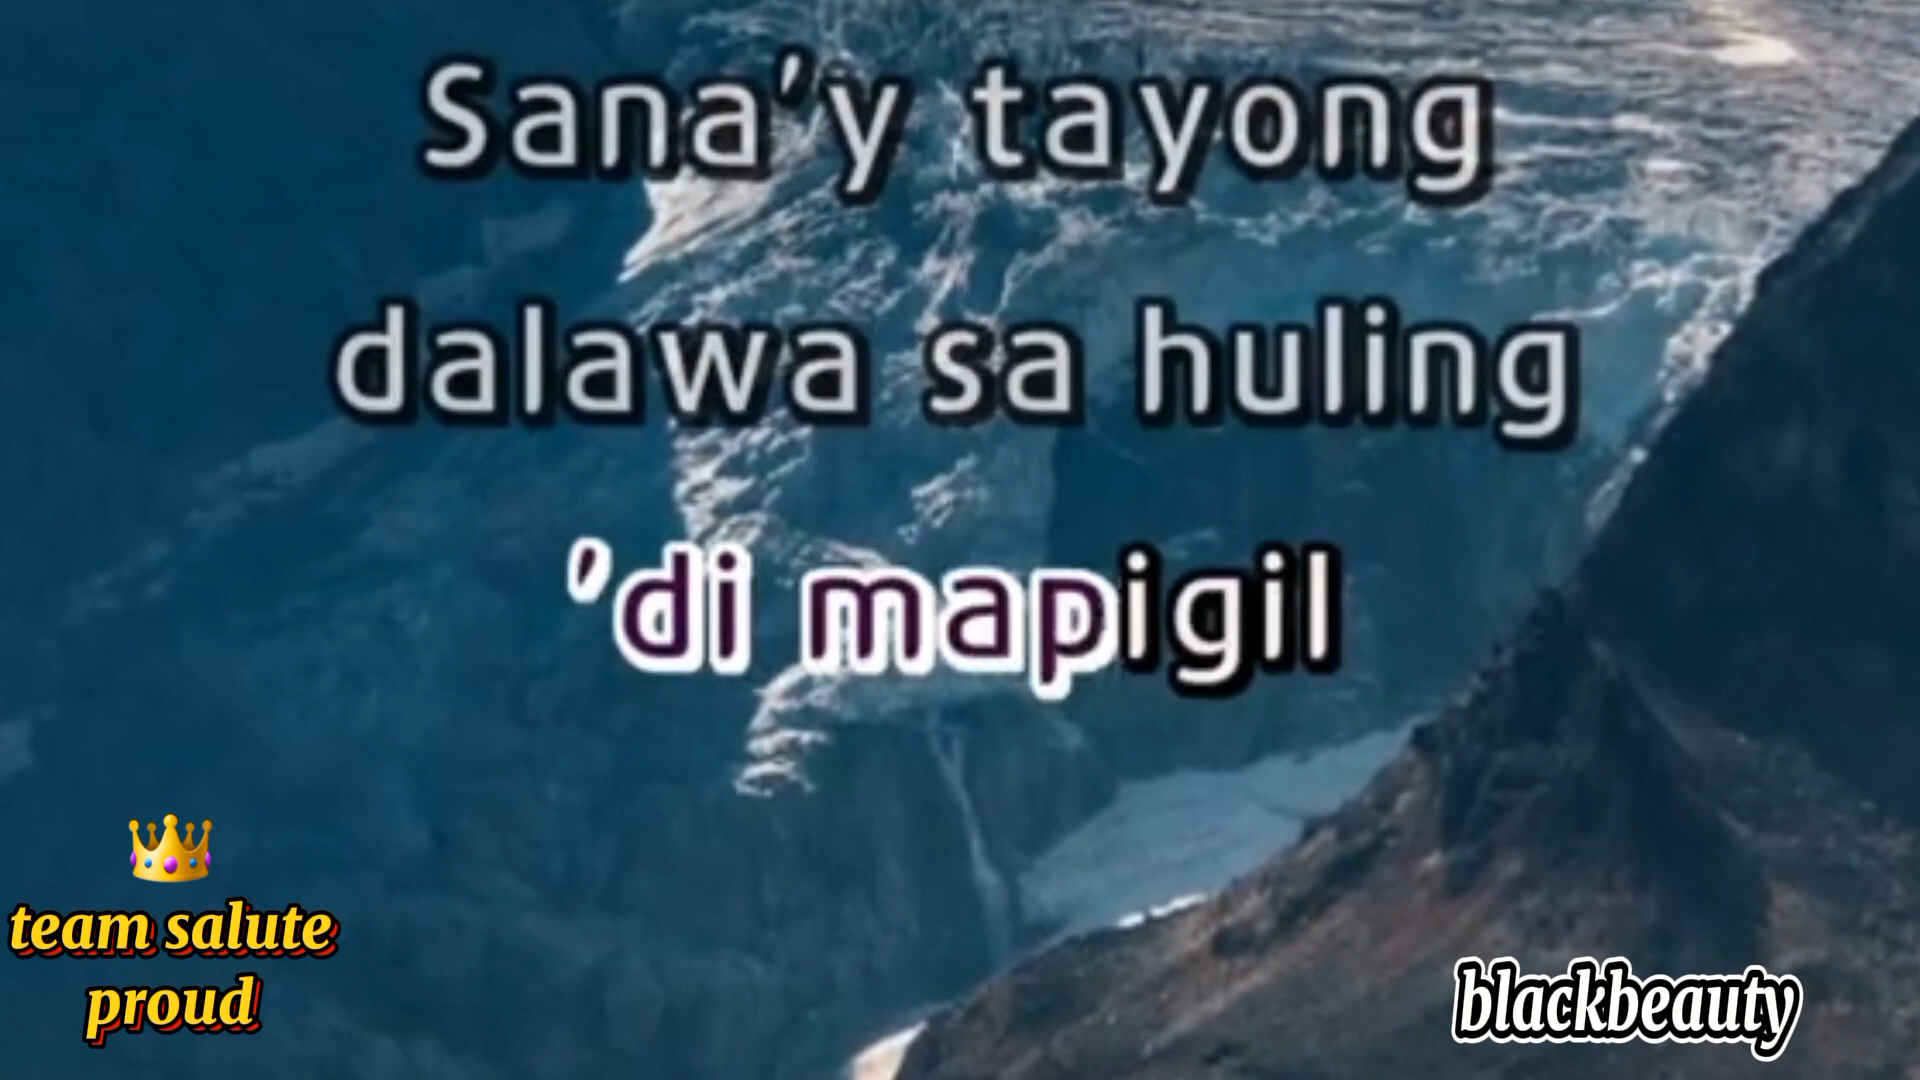 Sana'y tayong
dalawa sa huling
'di mapigil
team salute
proud
blackbeauty